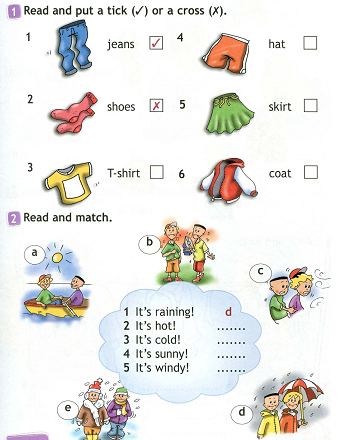 1 Read and put a tick (✓) or a cross (✗).
1 jeans ✓
4 hat
2 shoes ✗
5 skirt
3 T-shirt
6 coat
2 Read and match.
a
b
c
1 It's raining! d
2 It's hot! .......
3 It's cold! .......
4 It's sunny! .......
5 It's windy! .......
e
d